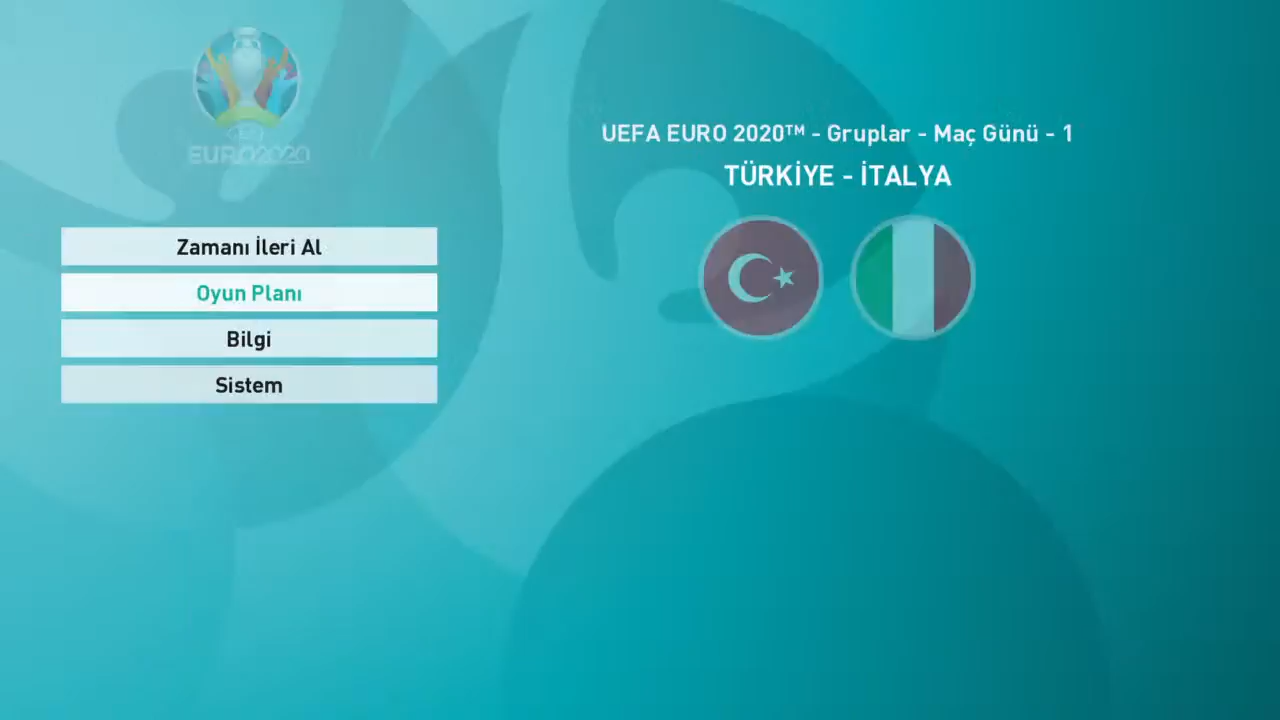 EURO2020
UEFA EURO 2020™ - Gruplar - Maç Günü - 1
TÜRKİYE - İTALYA
Zamanı İleri Al
Oyun Planı
Bilgi
Sistem